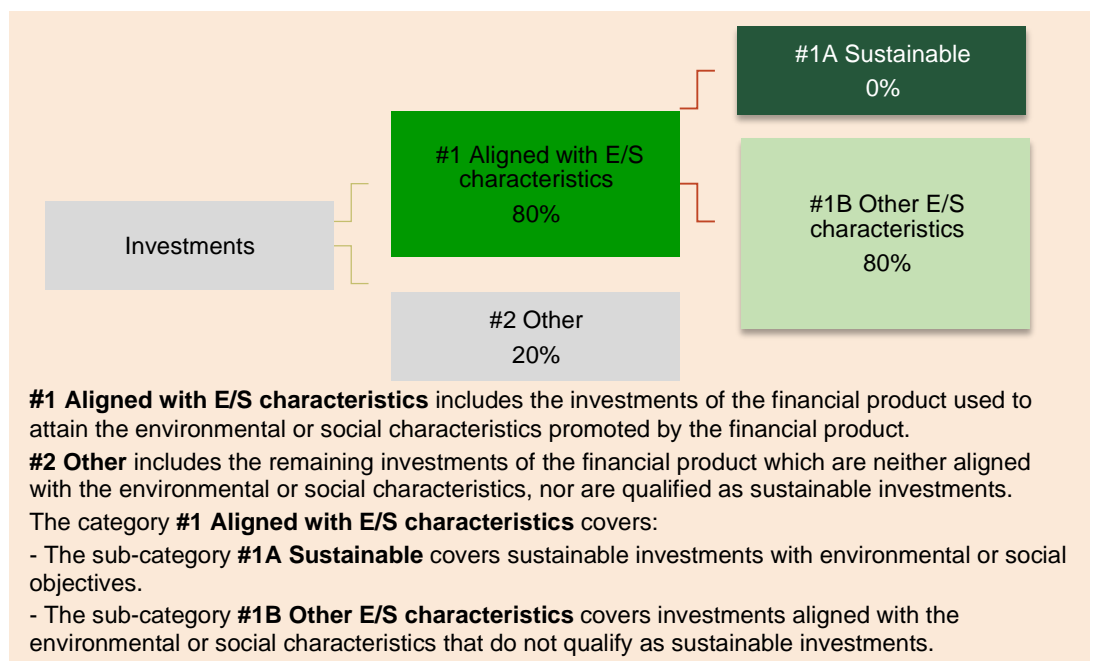 #1A Sustainable
0%
#1 Aligned with E/S
characteristics
80%
#1B Other E/S
characteristics
80%
Investments
#2 Other
20%
#1 Aligned with E/S characteristics includes the investments of the financial product used to
attain the environmental or social characteristics promoted by the financial product.
#2 Other includes the remaining investments of the financial product which are neither aligned
with the environmental or social characteristics, nor are qualified as sustainable investments.
The category #1 Aligned with E/S characteristics covers:
- The sub-category #1A Sustainable covers sustainable investments with environmental or social
objectives.
- The sub-category #1B Other E/S characteristics covers investments aligned with the
environmental or social characteristics that do not qualify as sustainable investments.